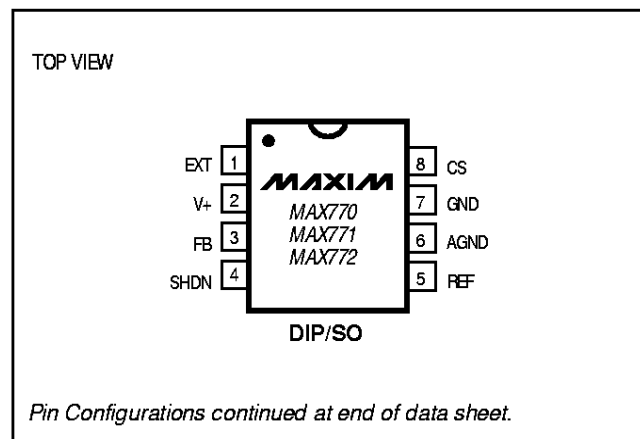 TOP VIEW
EXT 1
V+ 2
FB 3
SHDN 4
MAXIM
MAX770
MAX771
MAX772
8 CS
7 GND
6 AGND
5 REF
DIP/SO
Pin Configurations continued at end of data sheet.